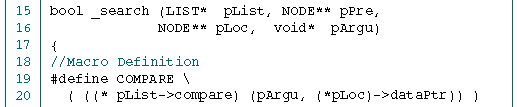 15 bool _search (LIST* pList, NODE** pPre,
16 NODE** pLoc, void* pArgu)
17 {
18 //Macro Definition
19 #define COMPARE \
20 ( ((* pList->compare) (pArgu, (*pLoc)->dataPtr)) )